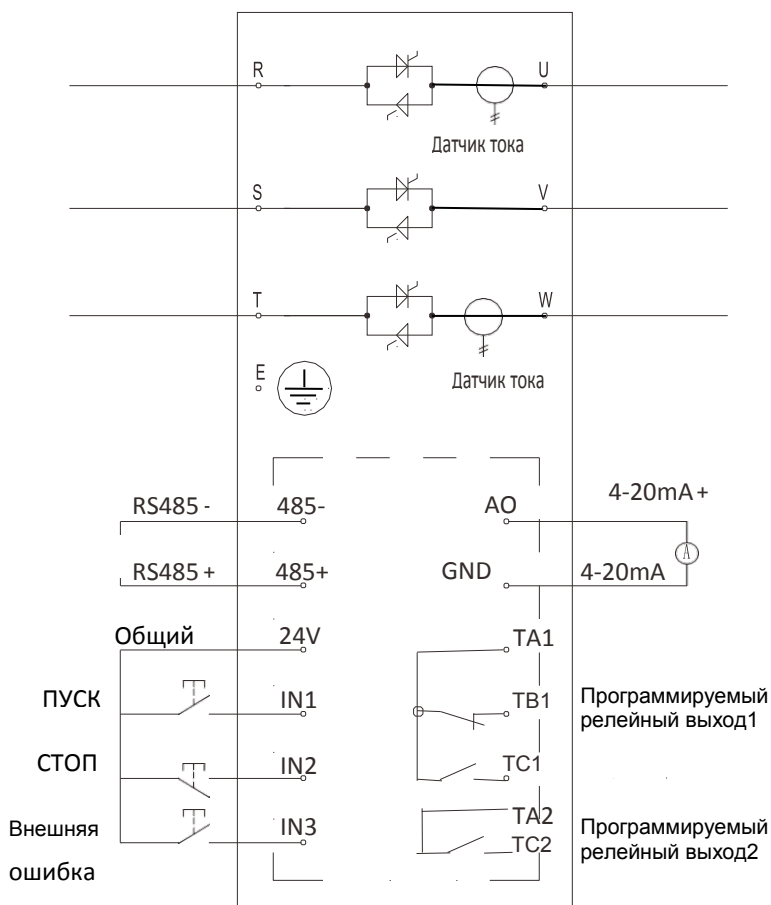 R
U
Датчик тока
S
V
T
W
Датчик тока
E
RS485 -
485-
AO
4-20mA +
A
RS485 +
485+
GND
4-20mA
Общий
24V
TA1
ПУСК
IN1
TB1
Программируемый
релейный выход1
СТОП
IN2
TC1
Внешняя
ошибка
IN3
TA2
TC2
Программируемый
релейный выход2